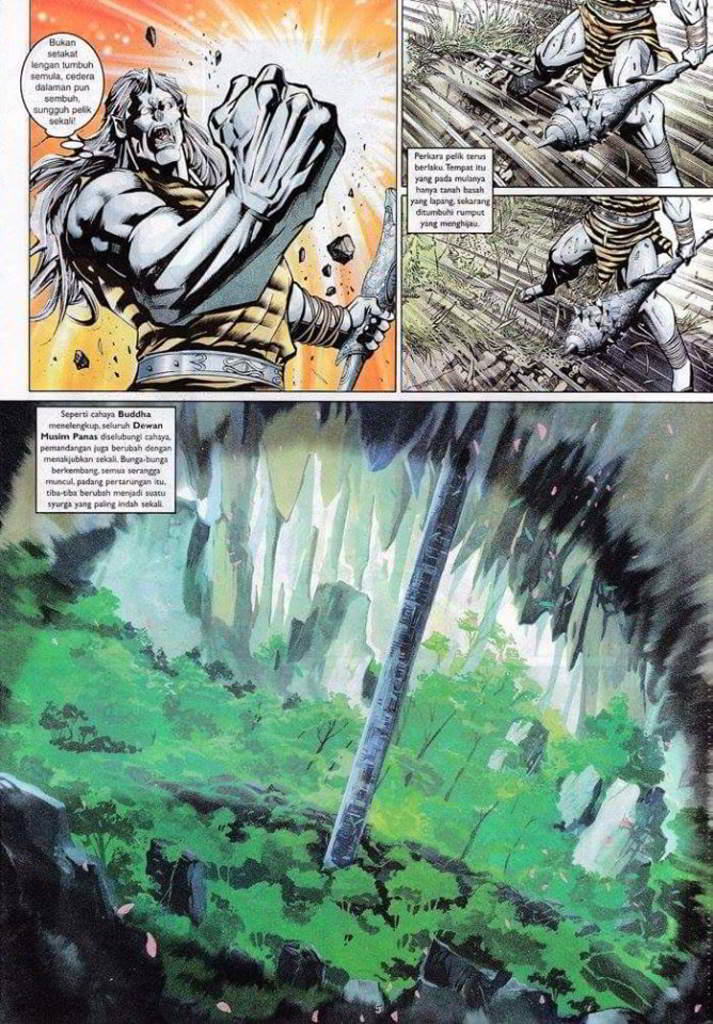 Bukan
setakat
lengan tumbuh
semula, cedera
dalaman pun
sembuh,
sungguh pelik
sekali!
Perkara pelik terus
berlaku. Tempat itu
yang pada mulanya
hanya tanah basah
yang lapang, sekarang
ditumbuhi rumput
yang menghijau.
Seperti cahaya Buddha
menelengkup, seluruh Dewan
Musim Panas diselubungi cahaya,
pemandangan juga berubah dengan
menakjubkan sekali. Bunga-bunga
berkembang, semua serangga
muncul, padang pertarungan itu,
tiba-tiba berubah menjadi suatu
syurga yang paling indah sekali.
5